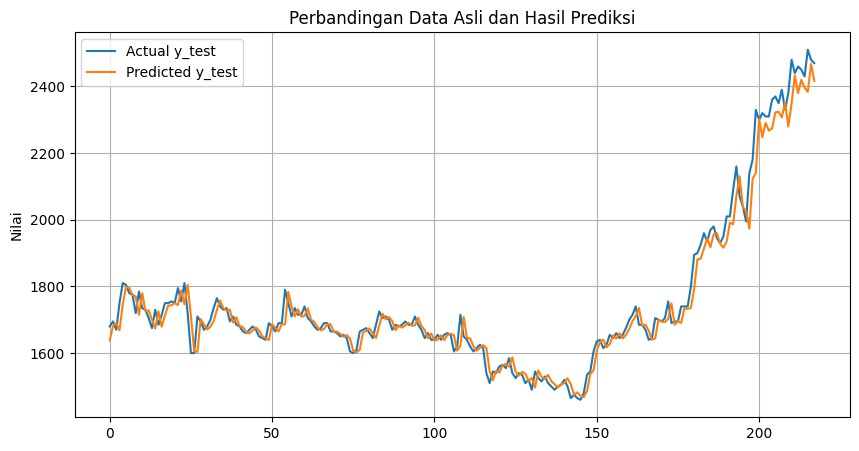 Perbandingan Data Asli dan Hasil Prediksi
Actual y_test
Predicted y_test
Nilai
2400
2200
2000
1800
1600
0 50 100 150 200